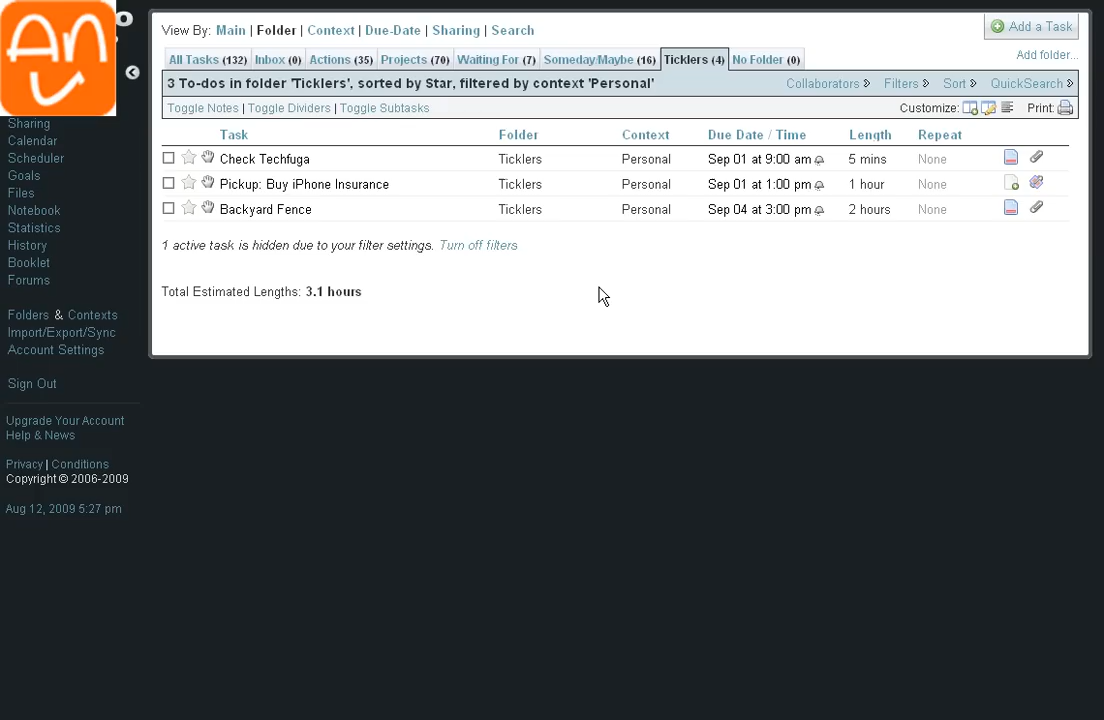 An
o
View By: Main | Folder | Context | Due-Date | Sharing | Search
Add a Task
Add folder...
All Tasks (132) Inbox (0) Actions (35) Projects (70) Waiting For (7) Someday/Maybe (16) Ticklers (4) No Folder (0)
3 To-dos in folder 'Ticklers', sorted by Star, filtered by context 'Personal'
Collaborators Filters Sort QuickSearch
Toggle Notes | Toggle Dividers | Toggle Subtasks
Customize: Print:
Task Folder Context Due Date / Time Length Repeat
Check Techfuga Ticklers Personal Sep 01 at 9:00 am 5 mins None
Pickup: Buy iPhone Insurance Ticklers Personal Sep 01 at 1:00 pm 1 hour None
Backyard Fence Ticklers Personal Sep 04 at 3:00 pm 2 hours None
1 active task is hidden due to your filter settings. Turn off filters
Total Estimated Lengths: 3.1 hours
Sharing
Calendar
Scheduler
Goals
Files
Notebook
Statistics
History
Booklet
Forums
Folders & Contexts
Import/Export/Sync
Account Settings
Sign Out
Upgrade Your Account
Help & News
Privacy | Conditions
Copyright © 2006-2009
Aug 12, 2009 5:27 pm